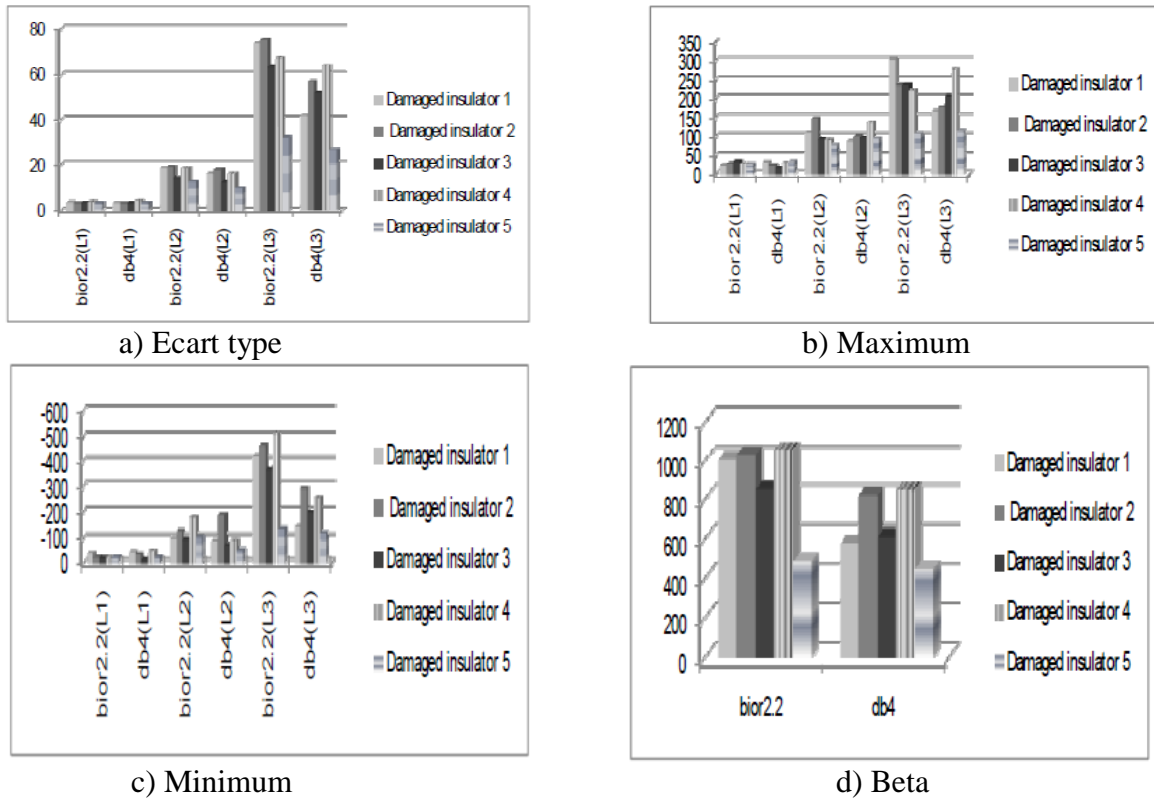 80
60
40
20
0
bior2.2(L1)
db4(L1)
bior2.2(L2)
db4(L2)
bior2.2(L3)
db4(L3)
Damaged insulator 1
Damaged insulator 2
Damaged insulator 3
Damaged insulator 4
Damaged insulator 5
a) Ecart type
350
300
250
200
150
100
50
0
bior2.2(L1)
db4(L1)
bior2.2(L2)
db4(L2)
bior2.2(L3)
db4(L3)
Damaged insulator 1
Damaged insulator 2
Damaged insulator 3
Damaged insulator 4
Damaged insulator 5
b) Maximum
-600
-500
-400
-300
-200
-100
0
bior2.2(L1)
db4(L1)
bior2.2(L2)
db4(L2)
bior2.2(L3)
db4(L3)
Damaged insulator 1
Damaged insulator 2
Damaged insulator 3
Damaged insulator 4
Damaged insulator 5
c) Minimum
1200
1000
800
600
400
200
0
bior2.2
db4
Damaged insulator 1
Damaged insulator 2
Damaged insulator 3
Damaged insulator 4
Damaged insulator 5
d) Beta